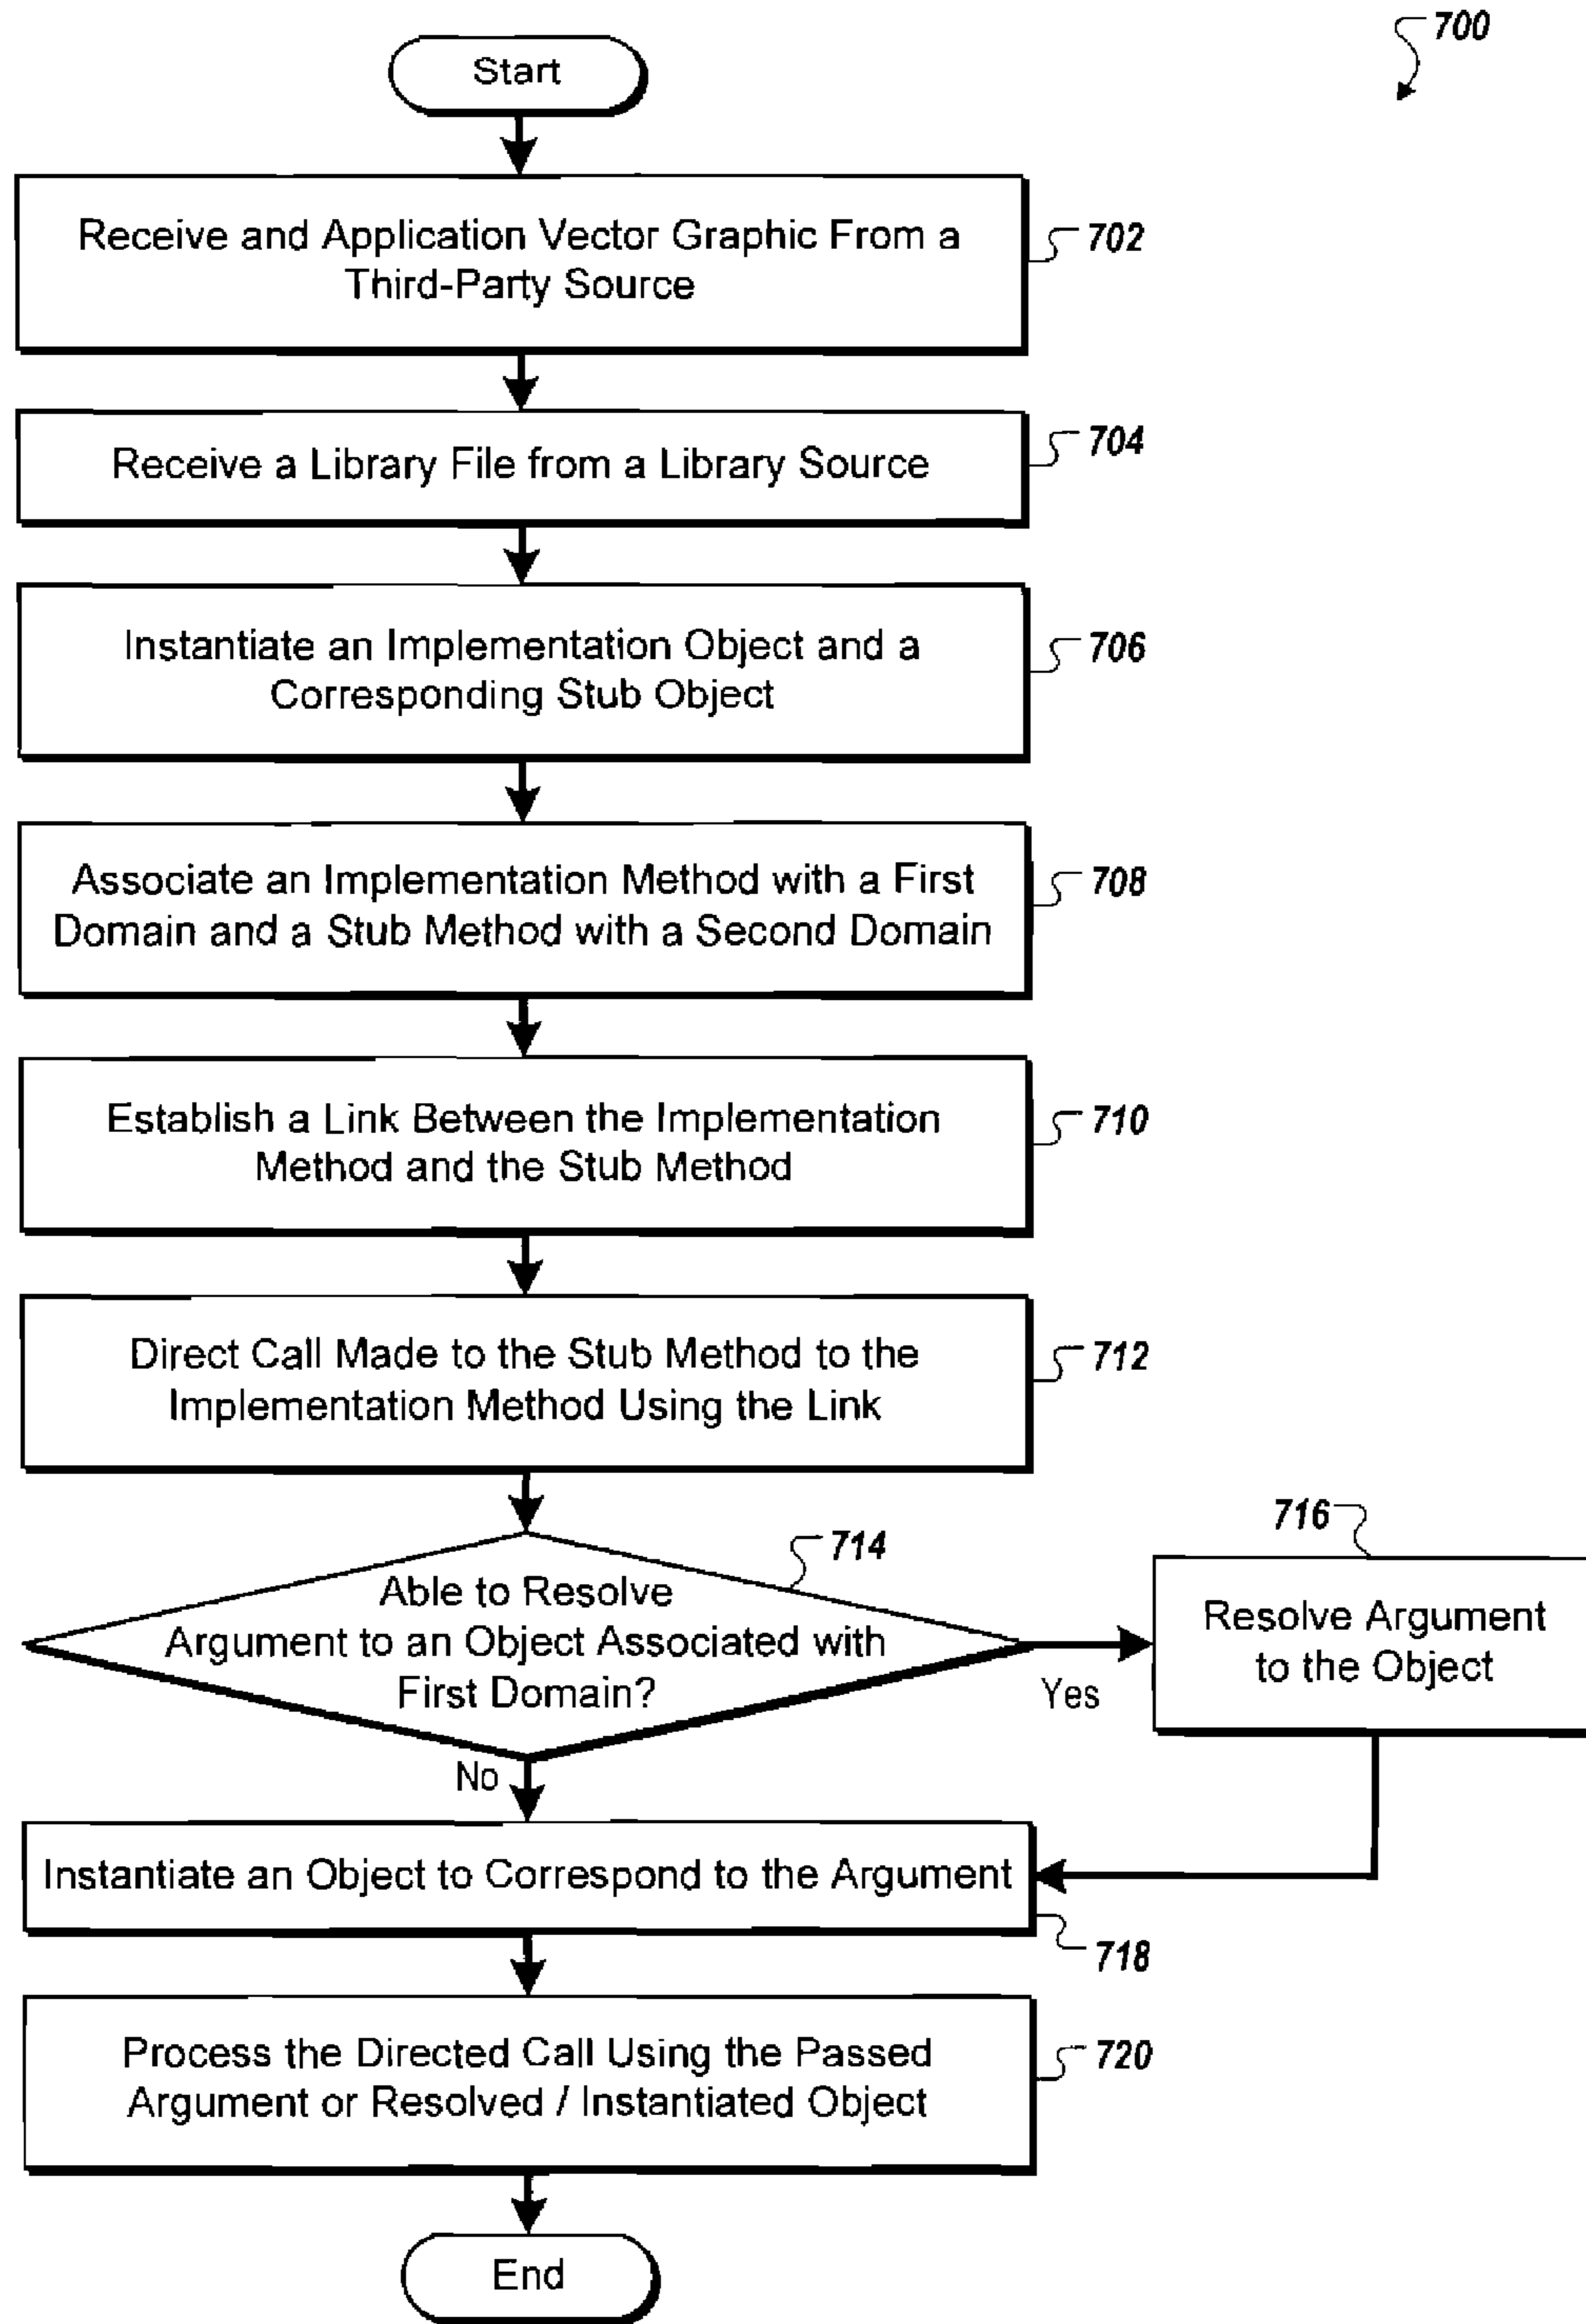 700
Start
Receive and Application Vector Graphic From a
Third-Party Source
702
Receive a Library File from a Library Source
704
Instantiate an Implementation Object and a
Corresponding Stub Object
706
Associate an Implementation Method with a First
Domain and a Stub Method with a Second Domain
708
Establish a Link Between the Implementation
Method and the Stub Method
710
Direct Call Made to the Stub Method to the
Implementation Method Using the Link
712
714
Able to Resolve
Argument to an Object Associated with
First Domain?
Yes
716
Resolve Argument
to the Object
No
Instantiate an Object to Correspond to the Argument
718
Process the Directed Call Using the Passed
Argument or Resolved / Instantiated Object
720
End